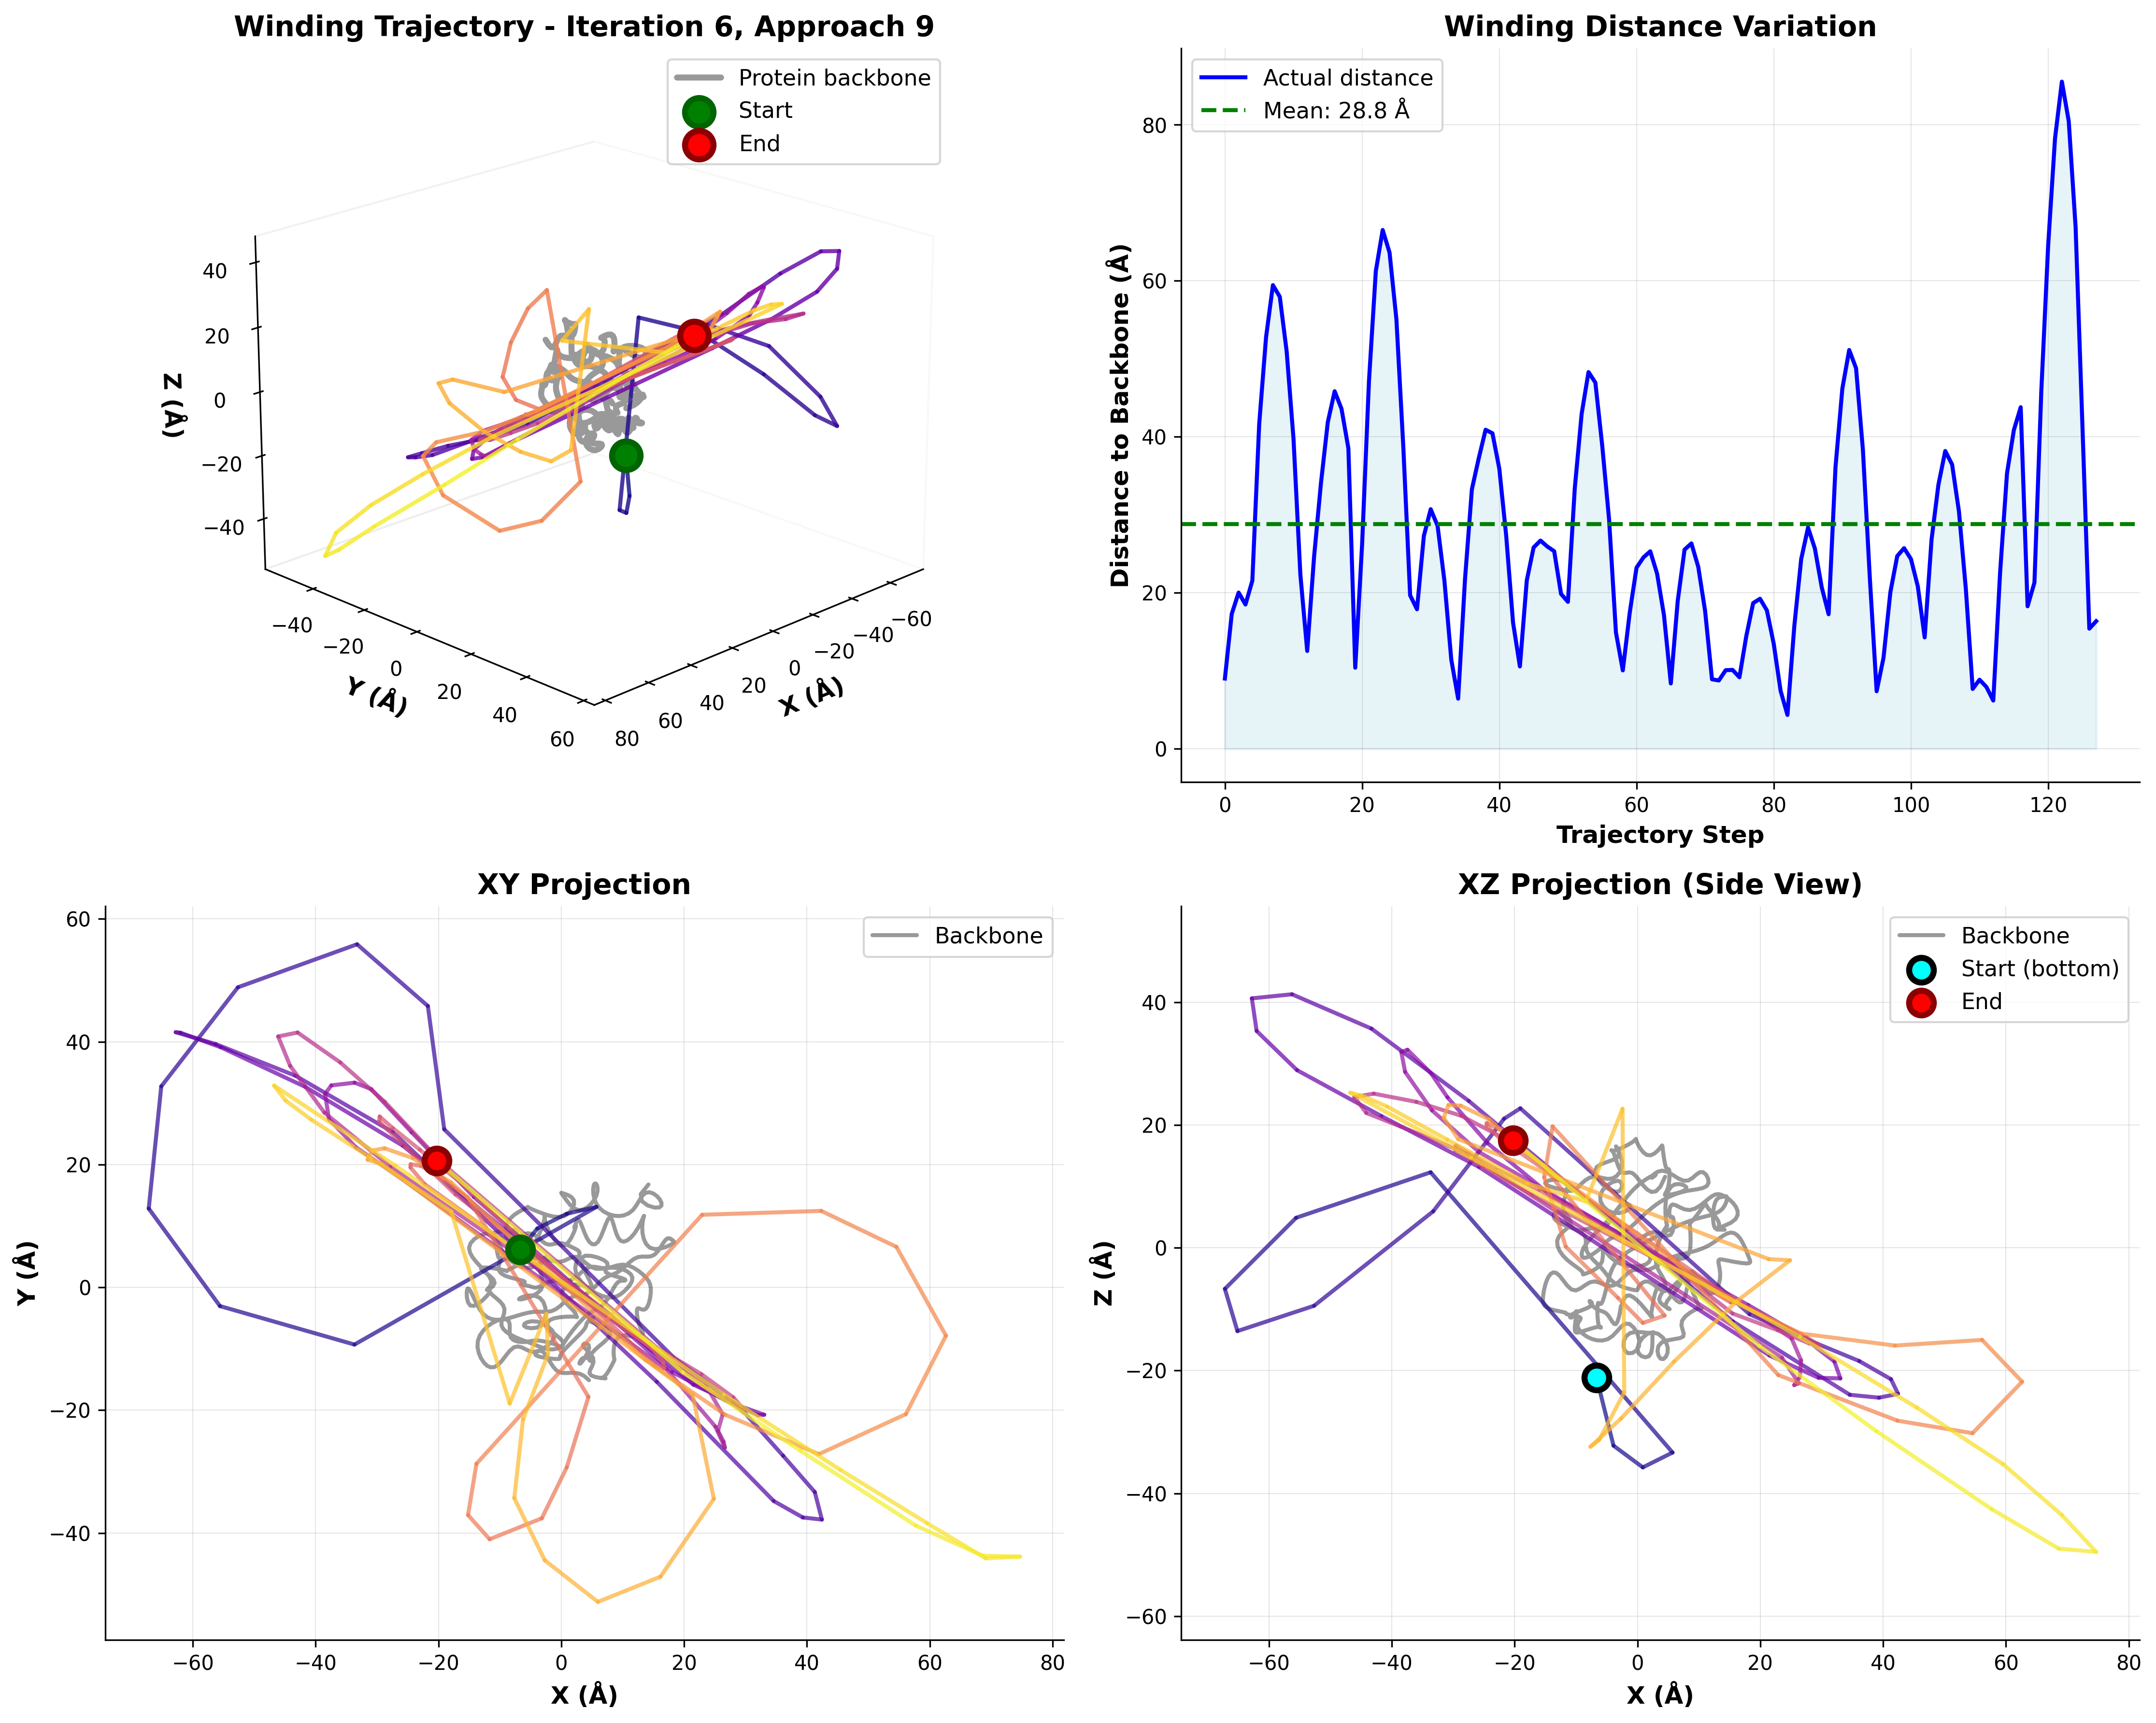 Winding Trajectory - Iteration 6, Approach 9
Protein backbone
Start
End
40
20
0
−20
−40
Z (Å)
−40
−20
0
20
40
60
Y (Å)
80
60
40
20
0
−20
−40
−60
X (Å)
Winding Distance Variation
Actual distance
Mean: 28.8 Å
80
60
40
20
0
Distance to Backbone (Å)
0
20
40
60
80
100
120
Trajectory Step
XY Projection
Backbone
60
40
20
0
−20
−40
Y (Å)
−60
−40
−20
0
20
40
60
80
X (Å)
XZ Projection (Side View)
Backbone
Start (bottom)
End
40
20
0
−20
−40
−60
Z (Å)
−60
−40
−20
0
20
40
60
80
X (Å)